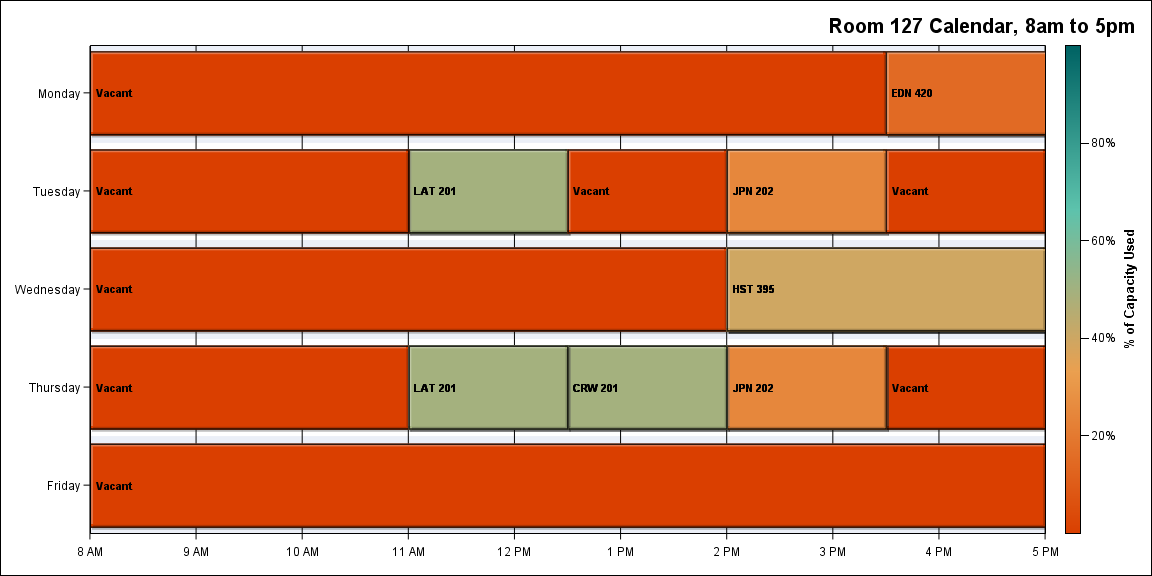 Room 127 Calendar, 8am to 5pm
Monday
Vacant
EDN 420
Tuesday
Vacant
LAT 201
Vacant
JPN 202
Vacant
Wednesday
Vacant
HST 395
Thursday
Vacant
LAT 201
CRW 201
JPN 202
Vacant
Friday
Vacant
8 AM
9 AM
10 AM
11 AM
12 PM
1 PM
2 PM
3 PM
4 PM
5 PM
80%
60%
40%
20%
% of Capacity Used